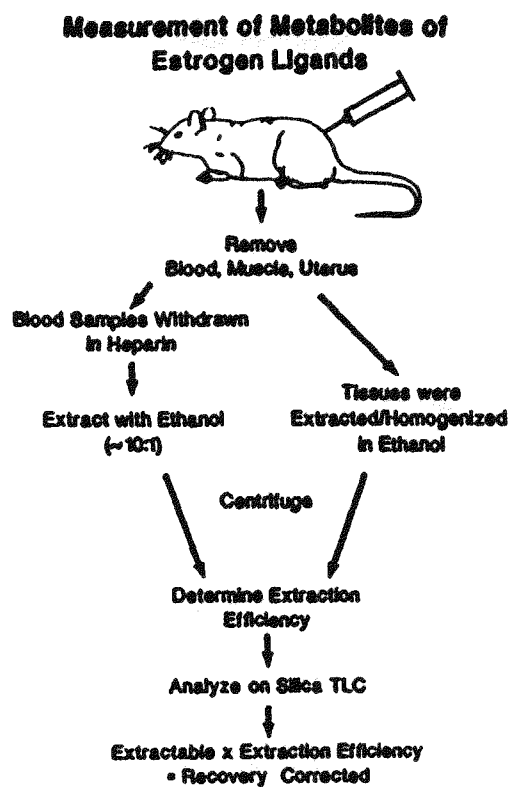 Measurement of Metabolites of
Estrogen Ligands
Remove
Blood, Muscle, Uterus
Blood Samples Withdrawn
in Heparin
Tissues were
Extracted/Homogenized
in Ethanol
Extract with Ethanol
(~10:1)
Centrifuge
Determine Extraction
Efficiency
Analyze on Silica TLC
Extractable x Extraction Efficiency
= Recovery Corrected